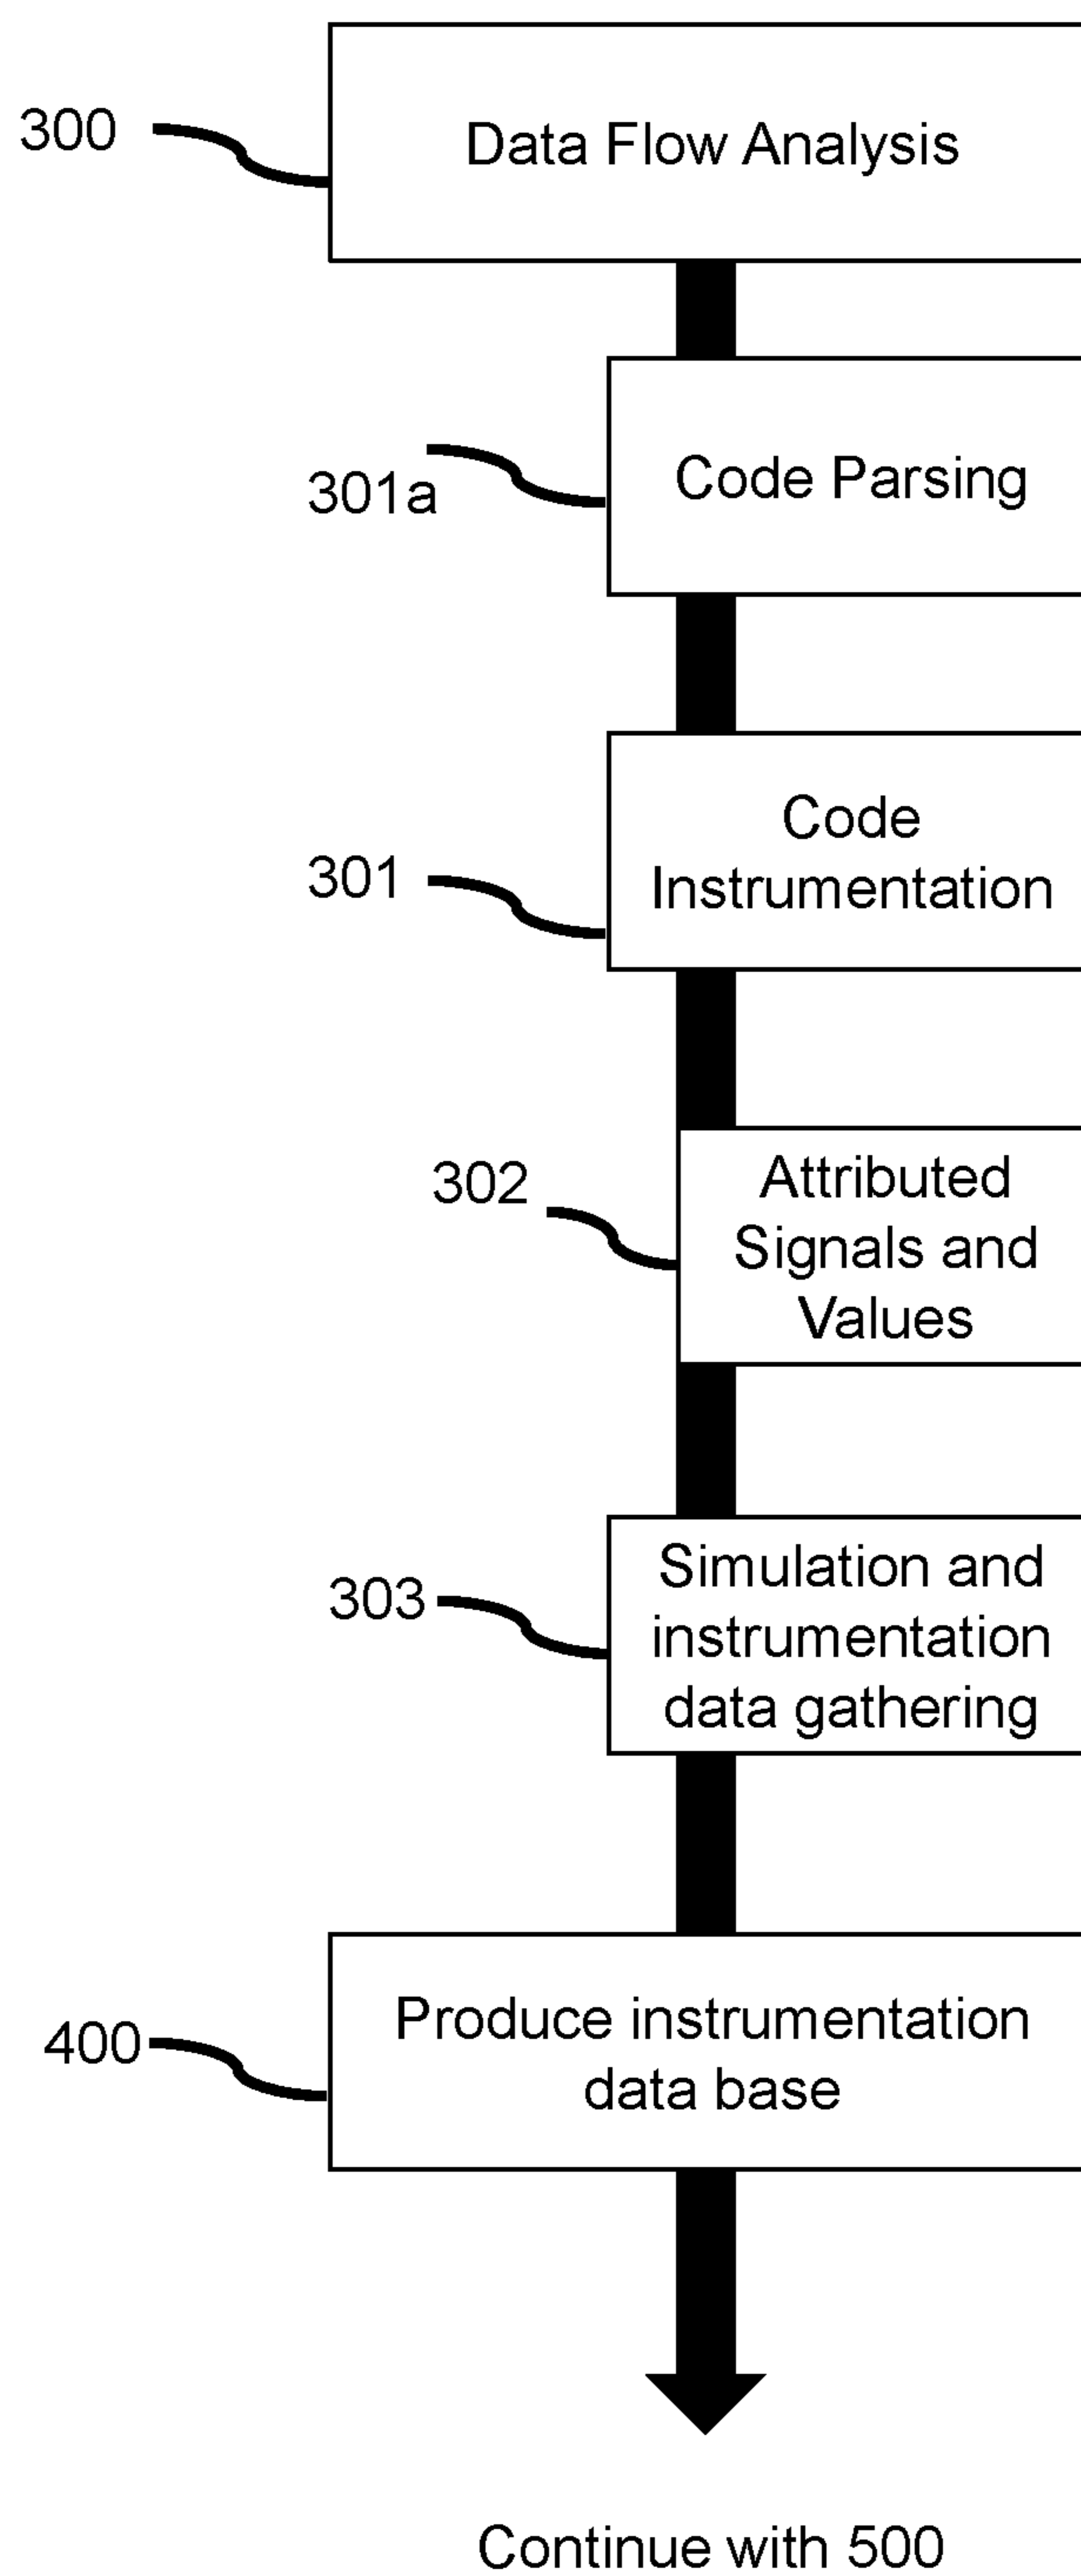 300
Data Flow Analysis
301a
Code Parsing
301
Code
Instrumentation
302
Attributed
Signals and
Values
303
Simulation and
instrumentation
data gathering
400
Produce instrumentation
data base
Continue with 500